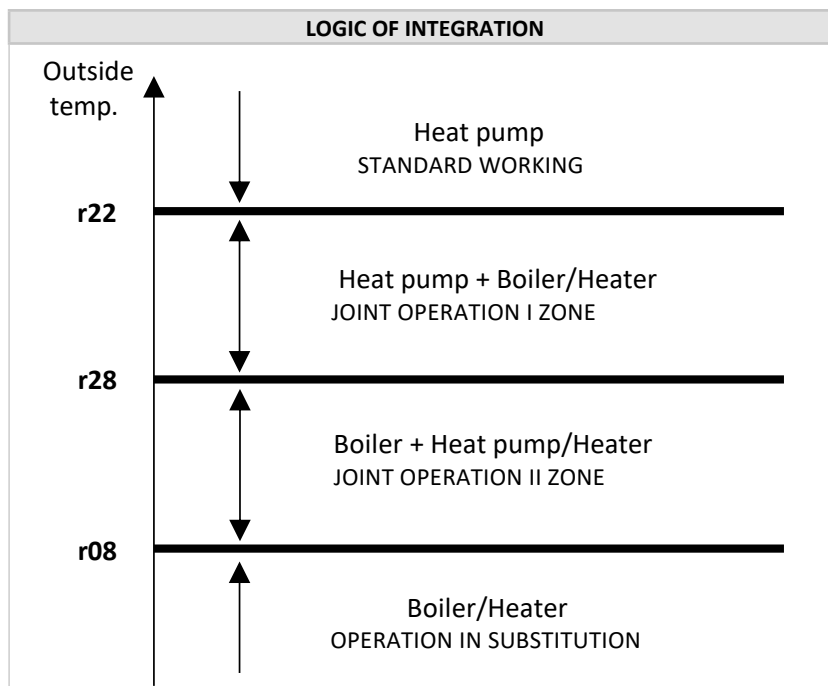 LOGIC OF INTEGRATION
Outside
temp.
Heat pump
STANDARD WORKING
r22
Heat pump + Boiler/Heater
JOINT OPERATION I ZONE
r28
Boiler + Heat pump/Heater
JOINT OPERATION II ZONE
r08
Boiler/Heater
OPERATION IN SUBSTITUTION